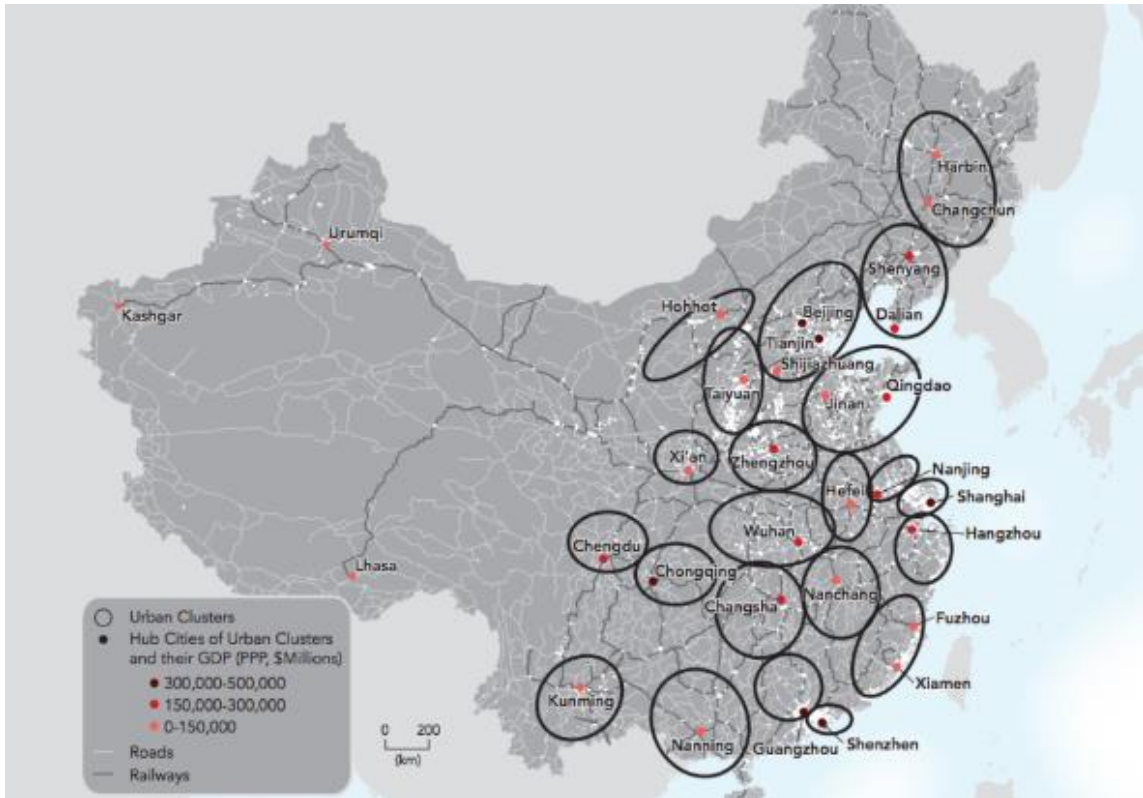 Harbin
Changchun
Urumqi
Shenyang
Kashgar
Hohhot
Beijing
Dalian
Tianjin
Shijiazhuang
Taiyuan
Jinan
Qingdao
Xi'an
Zhengzhou
Nanjing
Hefei
Shanghai
Wuhan
Hangzhou
Chengdu
Lhasa
Chongqing
Nanchang
Changsha
Fuzhou
Xiamen
Kunming
Nanning
Guangzhou
Shenzhen
Urban Clusters
Hub Cities of Urban Clusters
and their GDP (PPP, $Millions)
300,000-500,000
150,000-300,000
0-150,000
Roads
Railways
0 200
(km)